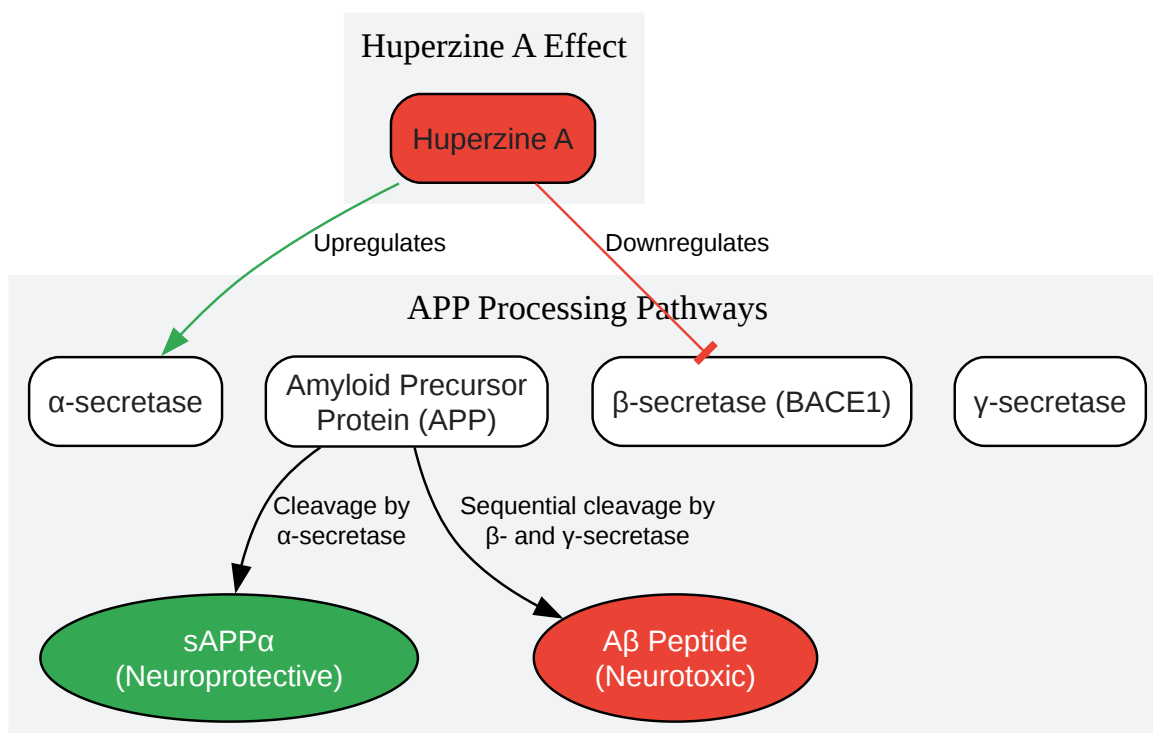 Huperzine A Effect
Huperzine A
Upregulates
Downregulates
APP Processing Pathways
α-secretase
Amyloid Precursor
Protein (APP)
β-secretase (BACE1)
γ-secretase
Cleavage by
α-secretase
Sequential cleavage by
β- and γ-secretase
sAPPα
(Neuroprotective)
Aβ Peptide
(Neurotoxic)